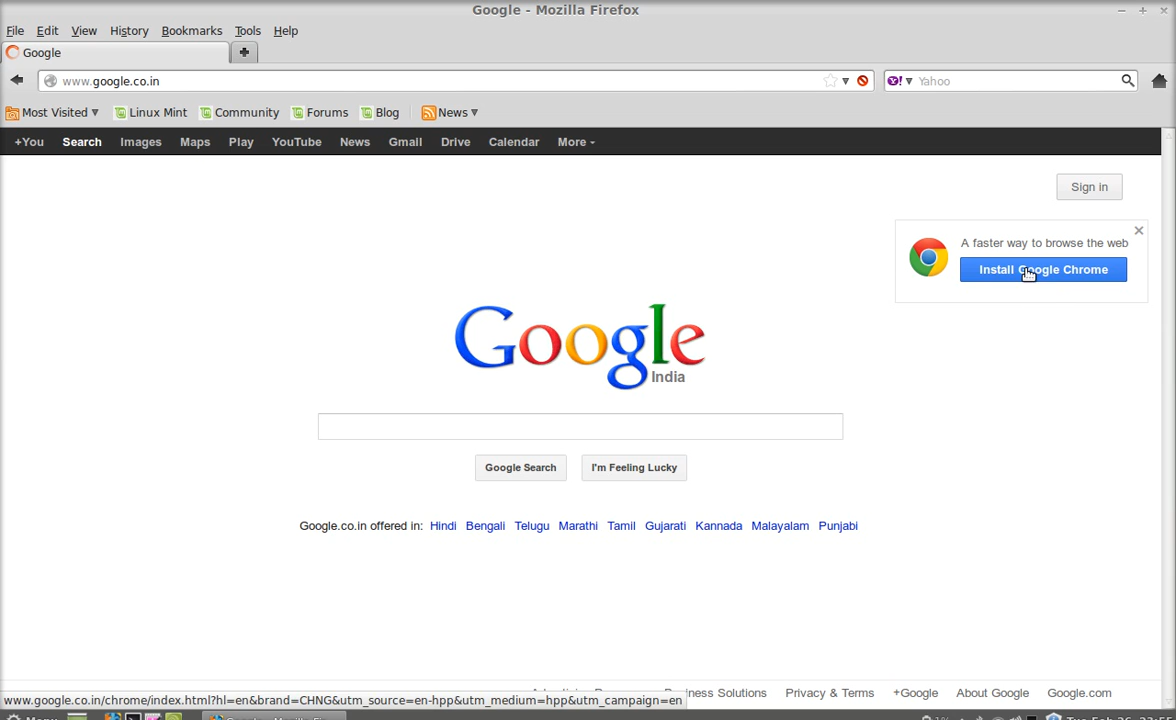 Google - Mozilla Firefox
File Edit View History Bookmarks Tools Help
Google
www.google.co.in Yahoo
Most Visited Linux Mint Community Forums Blog News
+You Search Images Maps Play YouTube News Gmail Drive Calendar More
Sign in
A faster way to browse the web
Install Google Chrome
Google
India
Google Search I'm Feeling Lucky
Google.co.in offered in: Hindi Bengali Telugu Marathi Tamil Gujarati Kannada Malayalam Punjabi
Solutions Privacy & Terms +Google About Google Google.com
www.google.co.in/chrome/index.html?hl=en&brand=CHNG&utm_source=en-hpp&utm_medium=hpp&utm_campaign=en